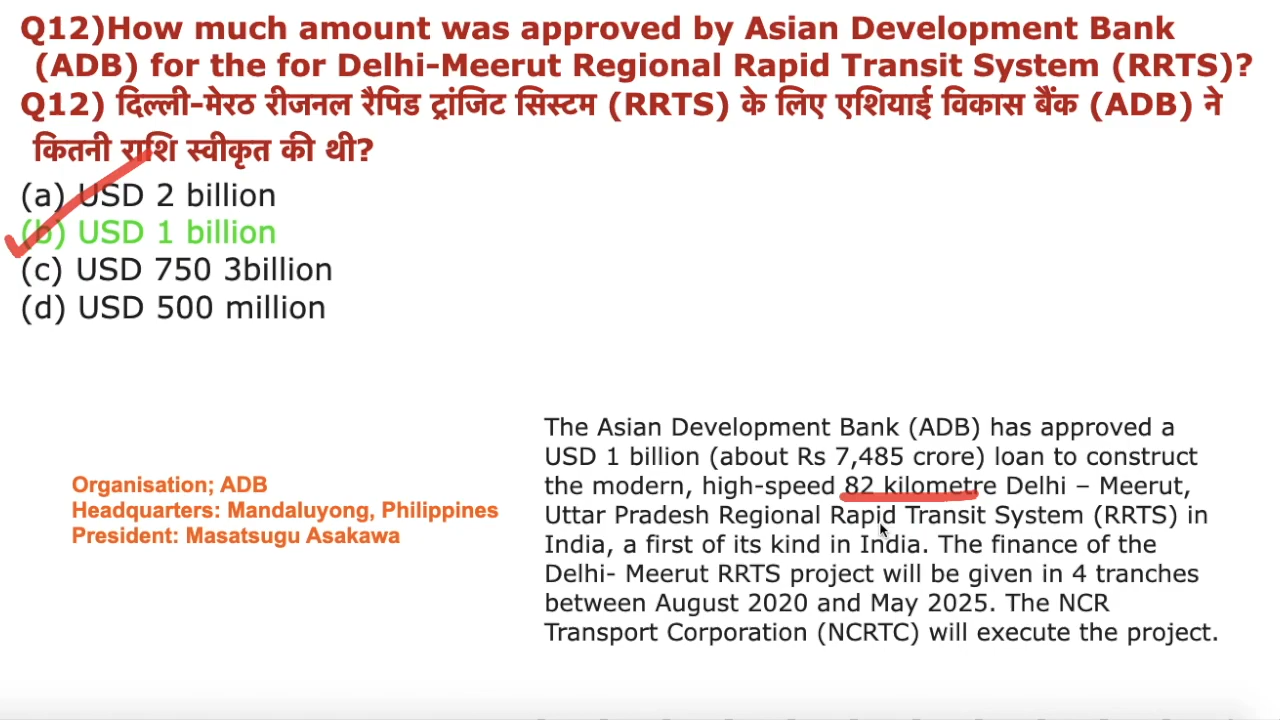 Q12)How much amount was approved by Asian Development Bank
(ADB) for the for Delhi-Meerut Regional Rapid Transit System (RRTS)?
Q12) दिल्ली-मेरठ रीजनल रैपिड ट्रांजिट सिस्टम (RRTS) के लिए एशियाई विकास बैंक (ADB) ने
कितनी राशि स्वीकृत की थी?
(a) USD 2 billion
(b) USD 1 billion
(c) USD 750 3billion
(d) USD 500 million
Organisation; ADB
Headquarters: Mandaluyong, Philippines
President: Masatsugu Asakawa
The Asian Development Bank (ADB) has approved a
USD 1 billion (about Rs 7,485 crore) loan to construct
the modern, high-speed 82 kilometre Delhi – Meerut,
Uttar Pradesh Regional Rapid Transit System (RRTS) in
India, a first of its kind in India. The finance of the
Delhi- Meerut RRTS project will be given in 4 tranches
between August 2020 and May 2025. The NCR
Transport Corporation (NCRTC) will execute the project.